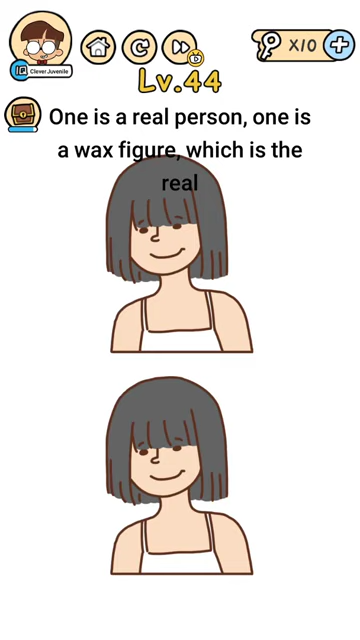 Clever Juvenile
X10
Lv.44
One is a real person, one is
a wax figure, which is the
real